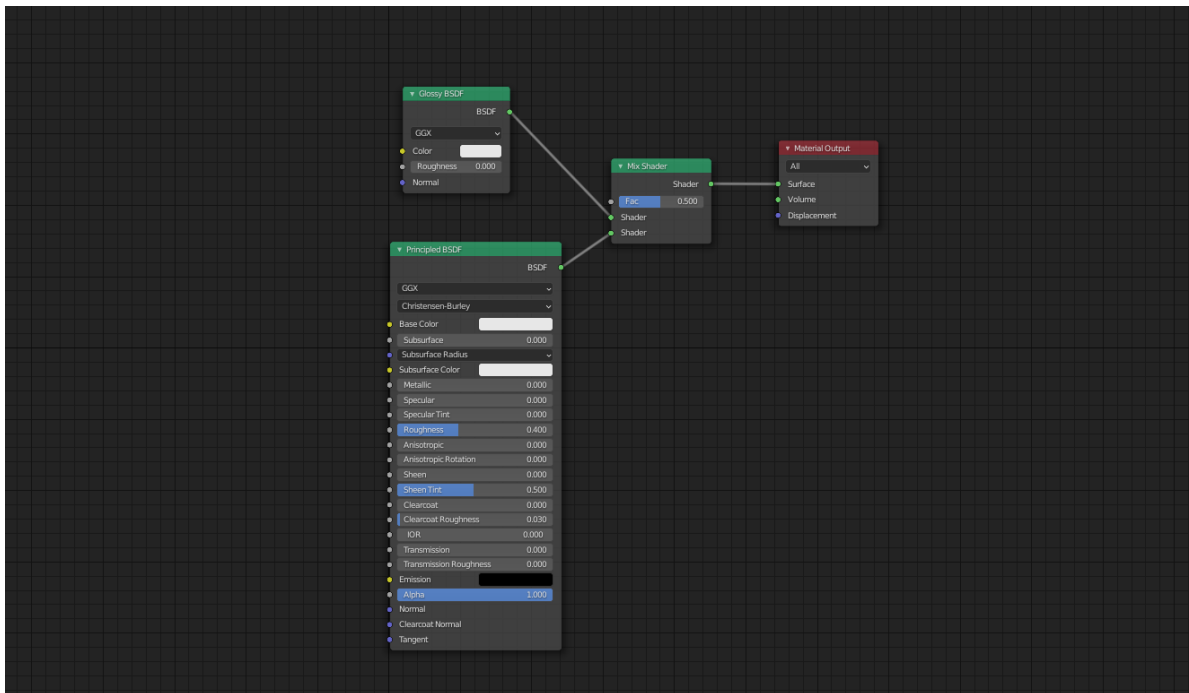 Glossy BSDF
BSDF
GGX
Color
Roughness 0.000
Normal
Mix Shader
Shader
Fac 0.500
Shader
Shader
Material Output
All
Surface
Volume
Displacement
Principled BSDF
BSDF
GGX
Christensen-Burley
Base Color
Subsurface 0.000
Subsurface Radius
Subsurface Color
Metallic 0.000
Specular 0.000
Specular Tint 0.000
Roughness 0.400
Anisotropic 0.000
Anisotropic Rotation 0.000
Sheen 0.000
Sheen Tint 0.500
Clearcoat 0.000
Clearcoat Roughness 0.030
IOR 0.000
Transmission 0.000
Transmission Roughness 0.000
Emission
Alpha 1.000
Normal
Clearcoat Normal
Tangent